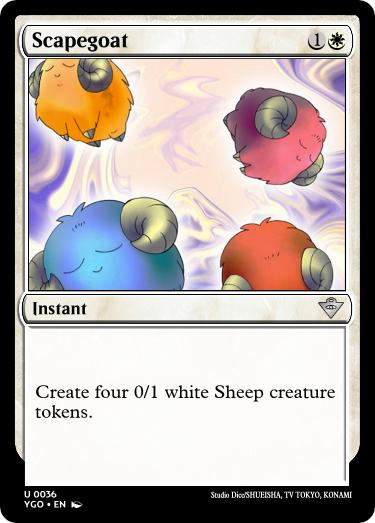 Scapegoat 1
Instant
Create four 0/1 white Sheep creature
tokens.
U 0036
YGO • EN
Studio Dice/SHUEISHA, TV TOKYO, KONAMI